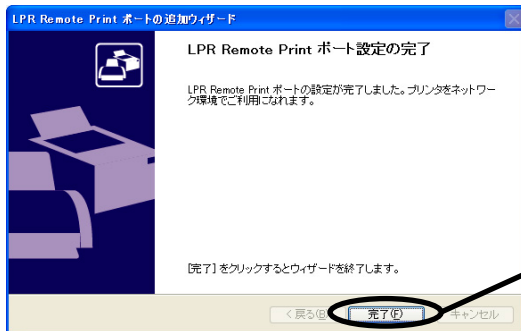 LPR Remote Print ポートの追加ウィザード
LPR Remote Print ポート設定の完了
LPR Remote Print ポートの設定が完了しました。プリンタをネットワー
ク環境でご利用になれます。
[完了] をクリックするとウィザードを終了します。
< 戻る(B) 完了(F) キャンセル